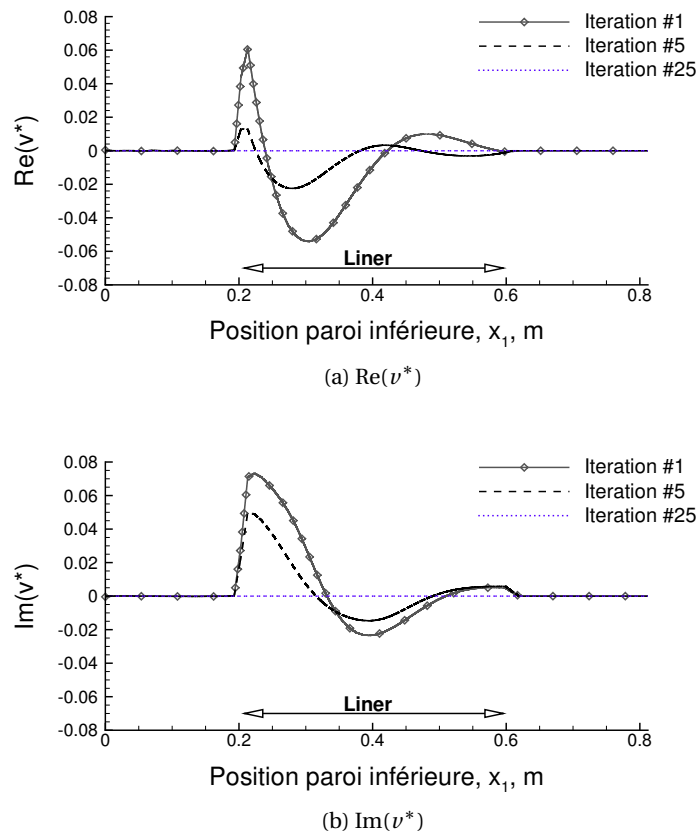 Iteration #1
Iteration #5
Iteration #25
0.08
0.06
0.04
0.02
0
-0.02
-0.04
-0.06
-0.08
Re(v*)
Liner
0 0.2 0.4 0.6 0.8
Position paroi inférieure, x₁, m
(a) Re(ν*)
Iteration #1
Iteration #5
Iteration #25
0.08
0.06
0.04
0.02
0
-0.02
-0.04
-0.06
-0.08
Im(v*)
Liner
0 0.2 0.4 0.6 0.8
Position paroi inférieure, x₁, m
(b) Im(ν*)